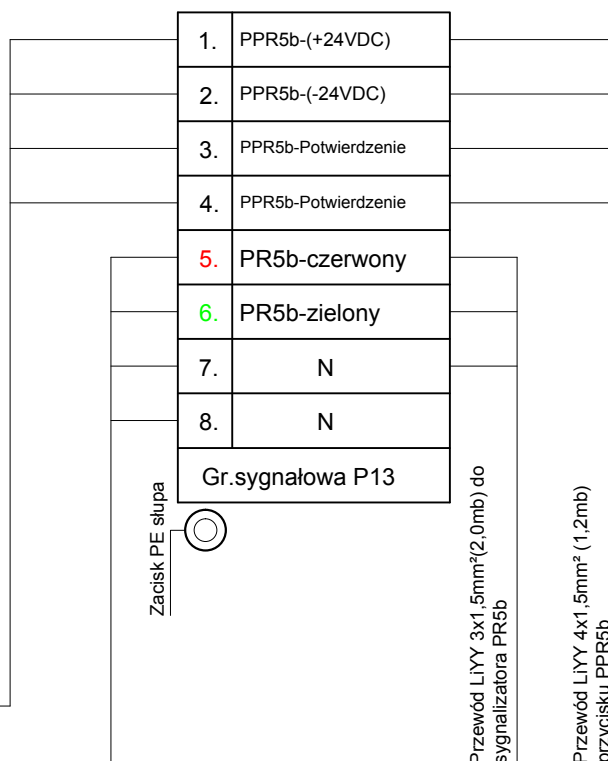 1. PPR5b-(+24VDC)
2. PPR5b-(-24VDC)
3. PPR5b-Potwierdzenie
4. PPR5b-Potwierdzenie
5. PR5b-czerwony
6. PR5b-zielony
7. N
8. N
Gr.sygnałowa P13
Zacisk PE słupa
Przewód LiYY 3x1,5mm²(2,0mb) do
sygnalizatora PR5b
Przewód LiYY 4x1,5mm² (1,2mb)
przycisku PPR5b